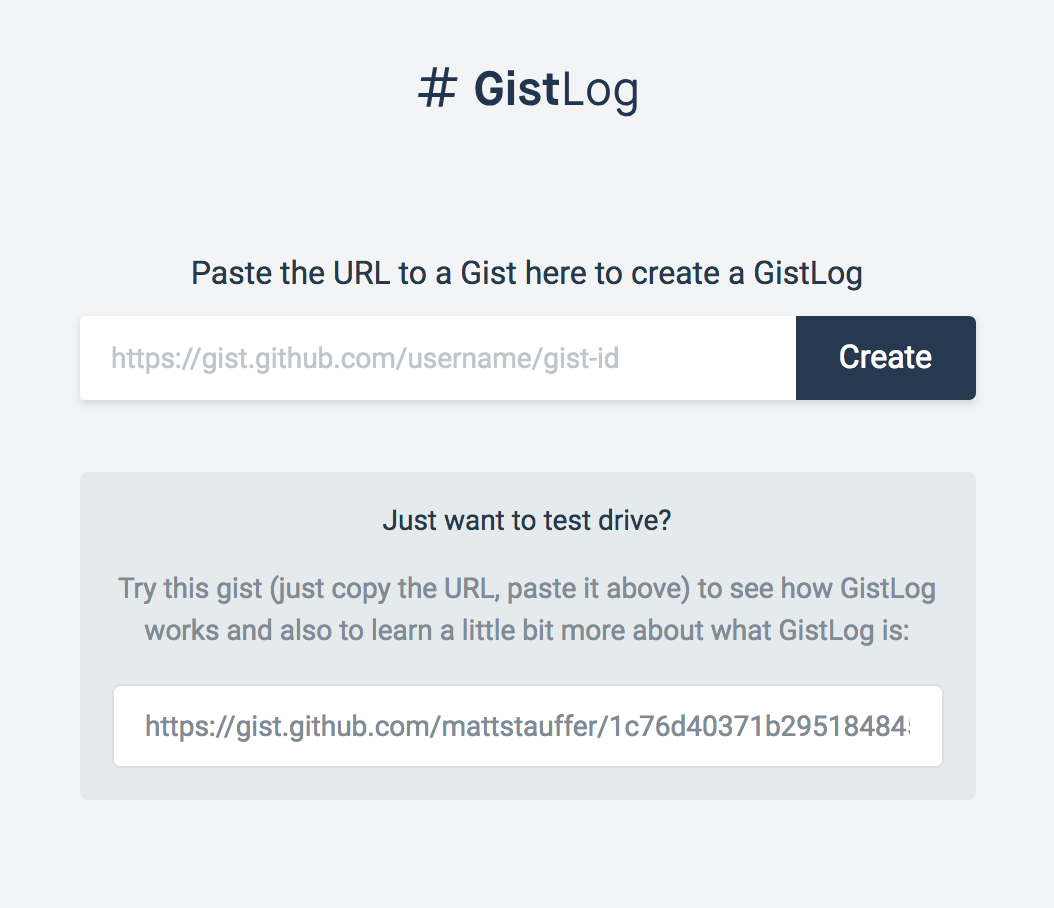 # GistLog
Paste the URL to a Gist here to create a GistLog
https://gist.github.com/username/gist-id
Create
Just want to test drive?
Try this gist (just copy the URL, paste it above) to see how GistLog
works and also to learn a little bit more about what GistLog is:
https://gist.github.com/mattstauffer/1c76d40371b295184845